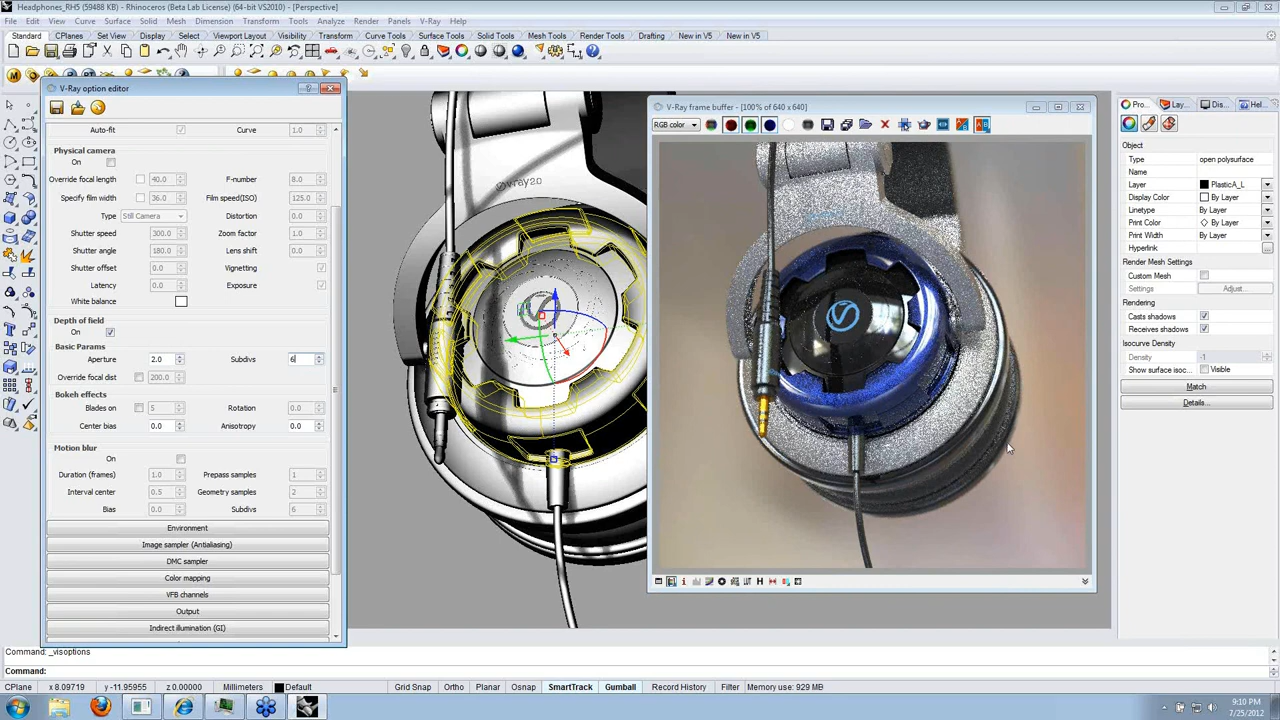 Headphones_RH5 (59488 KB) - Rhinoceros (Beta Lab License) (64-bit VS2010) - [Perspective]
File Edit View Curve Surface Solid Mesh Dimension Transform Tools Analyze Render Panels V-Ray Help
Standard CPlanes Set View Display Select Viewport Layout Visibility Transform Curve Tools Surface Tools Solid Tools Mesh Tools Render Tools Drafting New in V5 New in V5
V-Ray option editor
Auto-fit Curve 1.0
Physical camera
On
Override focal length 40.0 F-number 8.0
Specify film width 36.0 Film speed(ISO) 125.0
Type Still Camera Distortion 0.0
Shutter speed 300.0 Zoom factor 1.0
Shutter angle 180.0 Lens shift 0.0
Shutter offset 0.0 Vignetting
Latency 0.0 Exposure
White balance
Depth of field
On
Basic Params
Aperture 2.0 Subdivs 6
Override focal dist 200.0
Bokeh effects
Blades on 5 Rotation 0.0
Center bias 0.0 Anisotropy 0.0
Motion blur
On
Duration (frames) 1.0 Prepass samples 1
Interval center 0.5 Geometry samples 2
Bias 0.0 Subdivs 6
Environment
Image sampler (Antialiasing)
DMC sampler
Color mapping
VFB channels
Output
Indirect illumination (GI)
vray2.0
V-Ray frame buffer - [100% of 640 x 640]
RGB color
Pro... Lay... Dis... Hel...
Object
Type open polysurface
Name
Layer PlasticA_L
Display Color By Layer
Linetype By Layer
Print Color By Layer
Print Width By Layer
Hyperlink
Render Mesh Settings
Custom Mesh
Settings Adjust...
Rendering
Casts shadows
Receives shadows
Isocurve Density
Density -1
Show surface isoc... Visible
Match
Details...
Command: _visoptions
Command:
CPlane x 8.09719 y -11.95955 z 0.00000 Millimeters Default Grid Snap Ortho Planar Osnap SmartTrack Gumball Record History Filter Memory use: 929 MB
9:10 PM
7/25/2012